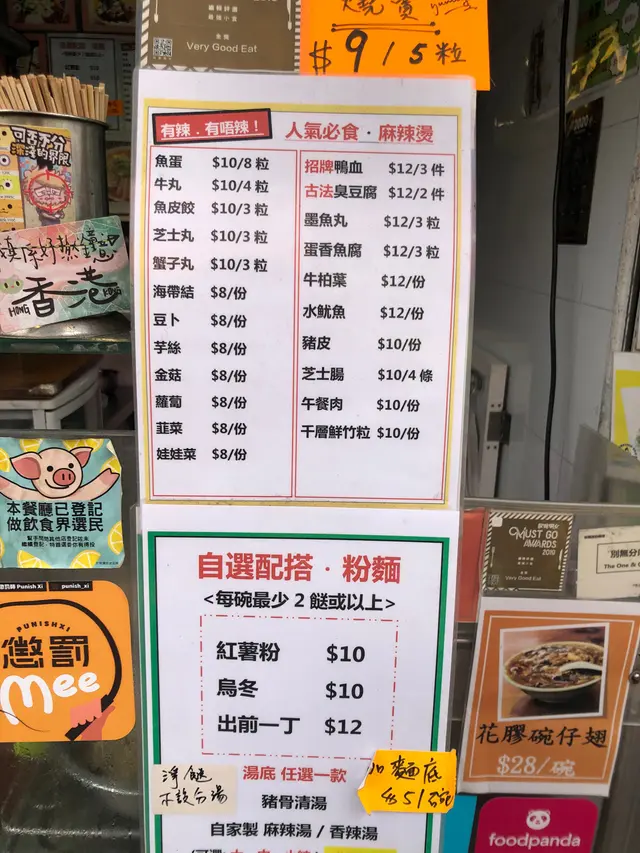 Very Good Eat
$9/5粒
有辣.有唔辣!
人氣必食·麻辣燙
魚蛋 $10/8 粒
牛丸 $10/4 粒
魚皮餃 $10/3 粒
芝士丸 $10/3 粒
蟹子丸 $10/3 粒
海帶結 $8/份
豆卜 $8/份
芋絲 $8/份
金菇 $8/份
蘿蔔 $8/份
韮菜 $8/份
娃娃菜 $8/份
招牌鴨血 $12/3 件
古法臭豆腐 $12/2 件
墨魚丸 $12/3 粒
蛋香魚腐 $12/3 粒
牛柏葉 $12/份
水魷魚 $12/份
豬皮 $10/份
芝士腸 $10/4 條
午餐肉 $10/份
千層鮮竹粒 $10/份
自選配搭·粉麵
<每碗最少 2 餸或以上>
紅薯粉 $10
烏冬 $10
出前一丁 $12
湯底 任選一款
豬骨清湯
自家製 麻辣湯 / 香辣湯
淨餸
不設分湯
加麵底
香港
HONG KONG
本餐廳已登記
做飲食界選民
PUNISHXI
懲罰
Mee
punish_xi
MUST GO
AWARDS
2019
Very Good Eat
別無分
The One &
花膠碗仔翅
$28/碗
foodpanda